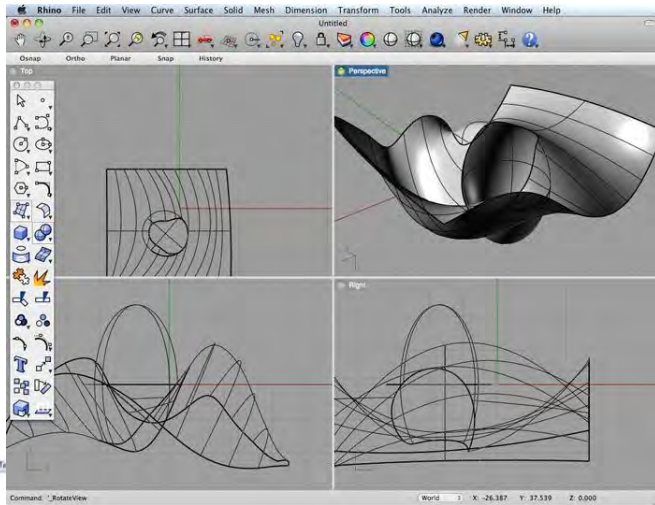 Rhino File Edit View Curve Surface Solid Mesh Dimension Transform Tools Analyze Render Window Help
Untitled
Osnap Ortho Planar Snap History
Top
Perspective
Right
Command: '_RotateView
World X: -26.387 Y: 37.539 Z: 0.000